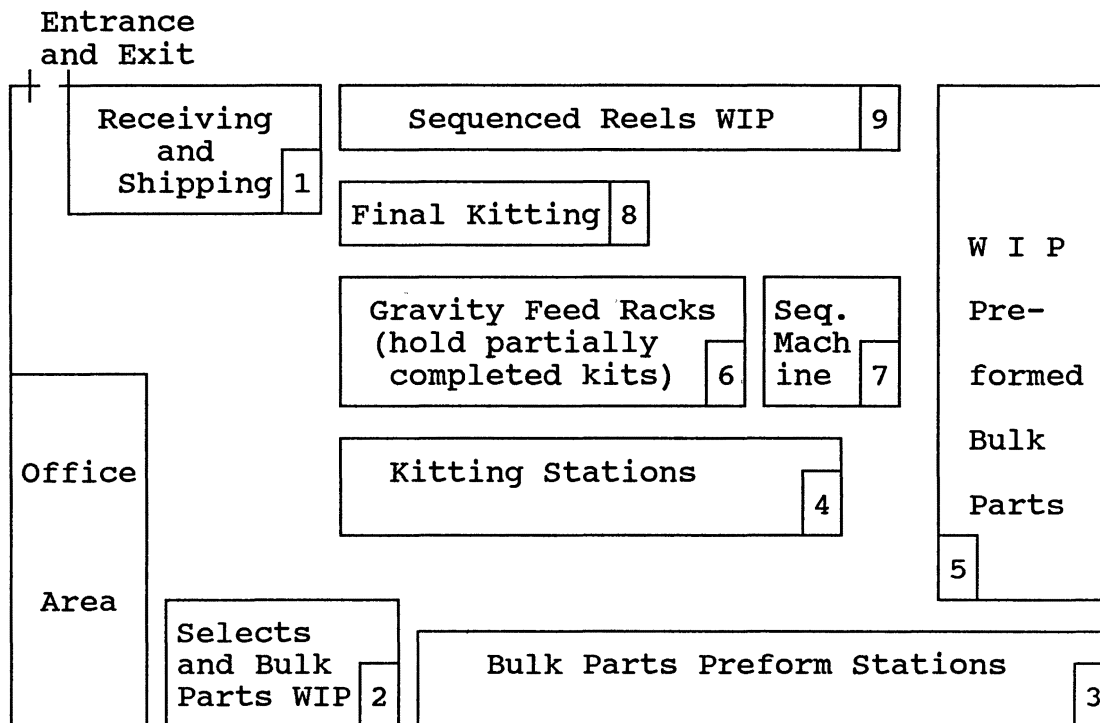 Entrance
and Exit
Receiving
and
Shipping 1
Sequenced Reels WIP 9
Final Kitting 8
Gravity Feed Racks
(hold partially
completed kits) 6
Seq.
Mach
ine 7
W I P
Pre-
formed
Bulk
Parts
5
Kitting Stations
4
Office
Area
Selects
and Bulk
Parts WIP 2
Bulk Parts Preform Stations
3